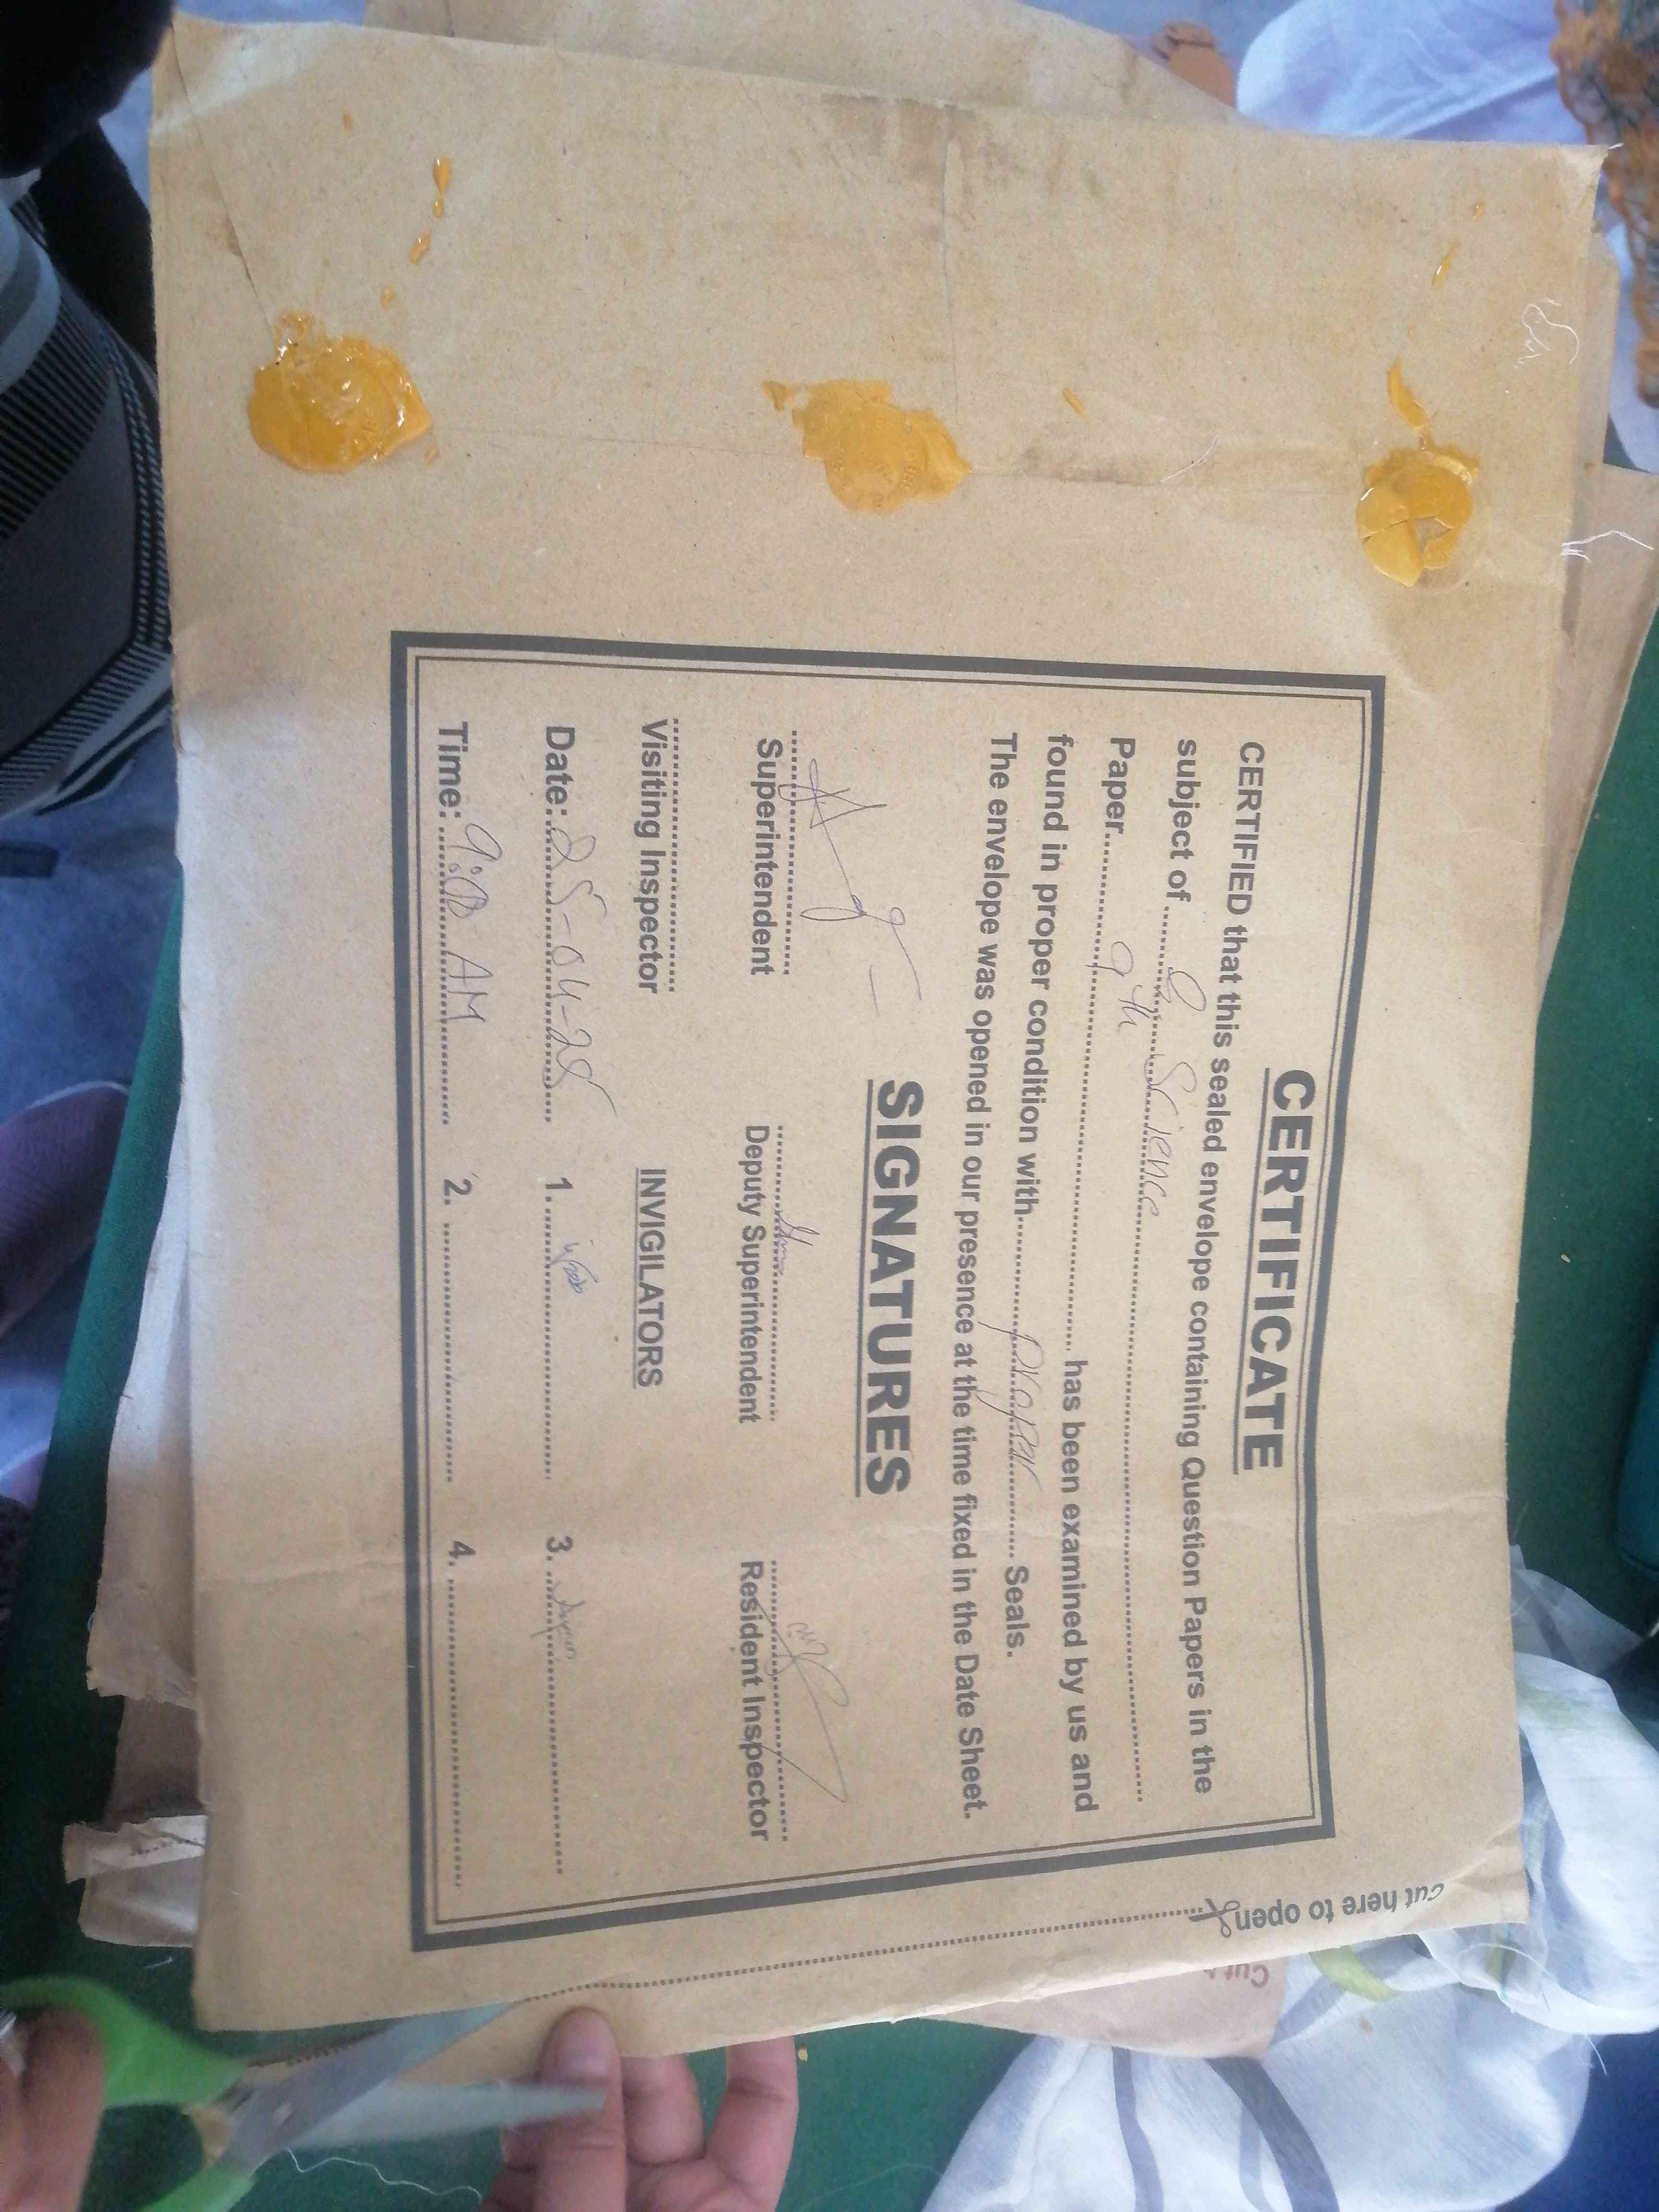 CERTIFICATE
CERTIFIED that this sealed envelope containing Question Papers in the
subject of ........ G. Science ........
Paper ........ 9th ........
........ has been examined by us and
found in proper condition with ........ proper ........ Seals.
The envelope was opened in our presence at the time fixed in the Date Sheet.
SIGNATURES
Superintendent Deputy Superintendent Resident Inspector
Visiting Inspector INVIGILATORS
Date: 25-04-25 1. 3.
Time: 9:00 AM 2. 4.
Cut here to open
Cut